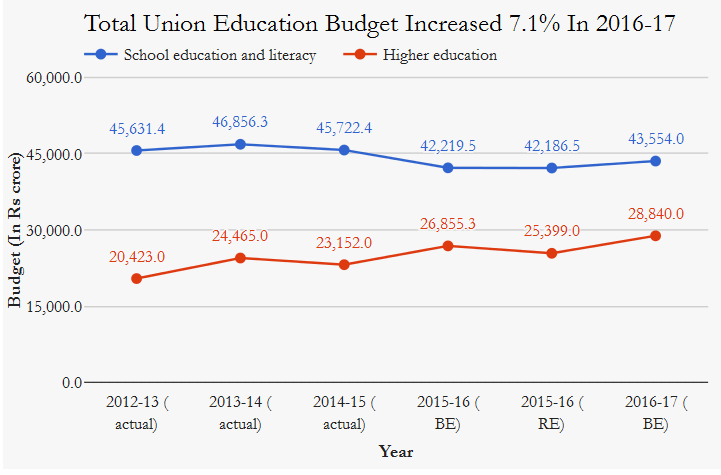 Total Union Education Budget Increased 7.1% In 2016-17
School education and literacy
Higher education
Budget (In Rs crore)
60,000.0
45,000.0
30,000.0
15,000.0
0.0
45,631.4
46,856.3
45,722.4
42,219.5
42,186.5
43,554.0
20,423.0
24,465.0
23,152.0
26,855.3
25,399.0
28,840.0
2012-13 (
actual)
2013-14 (
actual)
2014-15 (
actual)
2015-16 (
BE)
2015-16 (
RE)
2016-17 (
BE)
Year